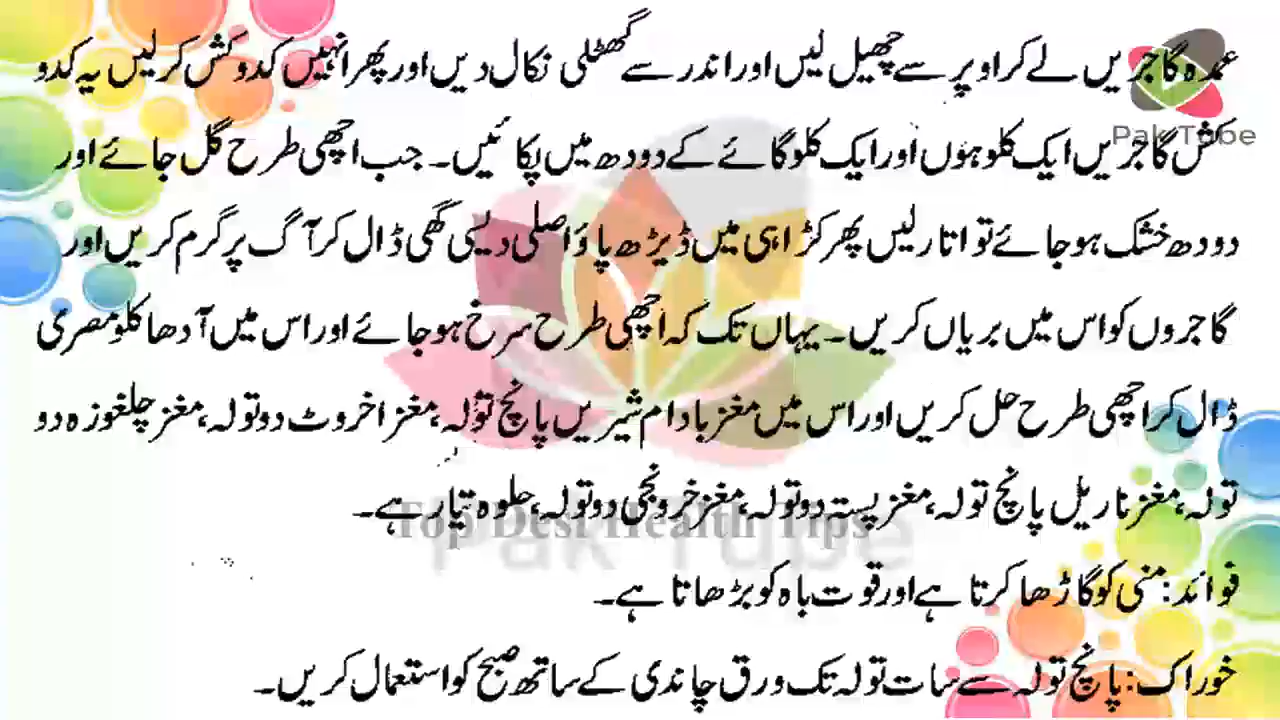 عمدہ گاجریں لے کر اوپر سے چھیل لیں اور اندر سے گھٹلی نکال دیں اور پھر انہیں کدوکش کر لیں یہ کدو
کش گاجریں ایک کلو ہوں اور ایک کلو گائے کے دودھ میں پکائیں۔ جب اچھی طرح گل جائے اور
دودھ خشک ہو جائے تو اتار لیں پھر کڑاہی میں ڈیڑھ پاؤ اصلی دیسی گھی ڈال کر آگ پر گرم کریں اور
گاجروں کو اس میں بریاں کریں۔ یہاں تک کہ اچھی طرح سرخ ہو جائے اور اس میں آدھا کلو مصری
ڈال کر اچھی طرح حل کریں اور اس میں مغز بادام شیریں پانچ تولہ، مغز اخروٹ دو تولہ، مغز چلغوزہ دو
تولہ، مغز ناریل پانچ تولہ، مغز پستہ دو تولہ، مغز خرونجی دو تولہ، حلوہ تیار ہے۔
فوائد: منی کو گاڑھا کرتا ہے اور قوت باہ کو بڑھاتا ہے۔
خوراک: پانچ تولہ سے سات تولہ تک ورق چاندی کے ساتھ صبح کو استعمال کریں۔
Pak Tube
Top Best Health Tips
Pak Tube